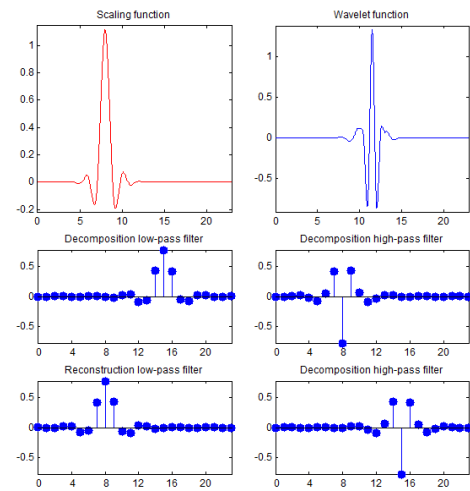 Scaling function
Wavelet function
1
0.8
0.6
0.4
0.2
0
-0.2
0 5 10 15 20
1
0.5
0
-0.5
0 5 10 15 20
Decomposition low-pass filter
Decomposition high-pass filter
0.5
0
-0.5
0 4 8 12 16 20
0.5
0
-0.5
0 4 8 12 16 20
Reconstruction low-pass filter
Decomposition high-pass filter
0.5
0
-0.5
0 4 8 12 16 20
0.5
0
-0.5
0 4 8 12 16 20